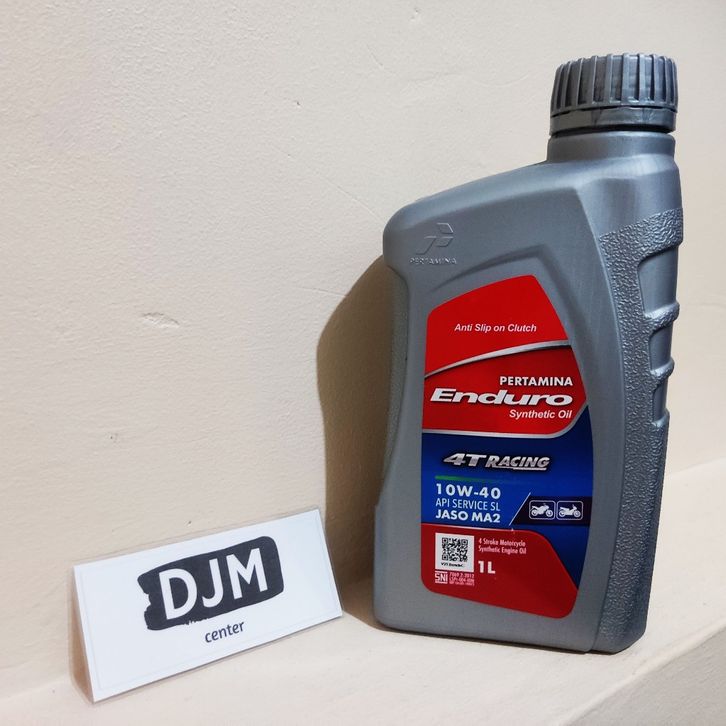 PERTAMINA
Anti Slip on Clutch
PERTAMINA
Enduro
Synthetic Oil
4T RACING
10W-40
API SERVICE SL
JASO MA2
4 Stroke Motorcycle
Synthetic Engine Oil
1L
SNI
DJM
center